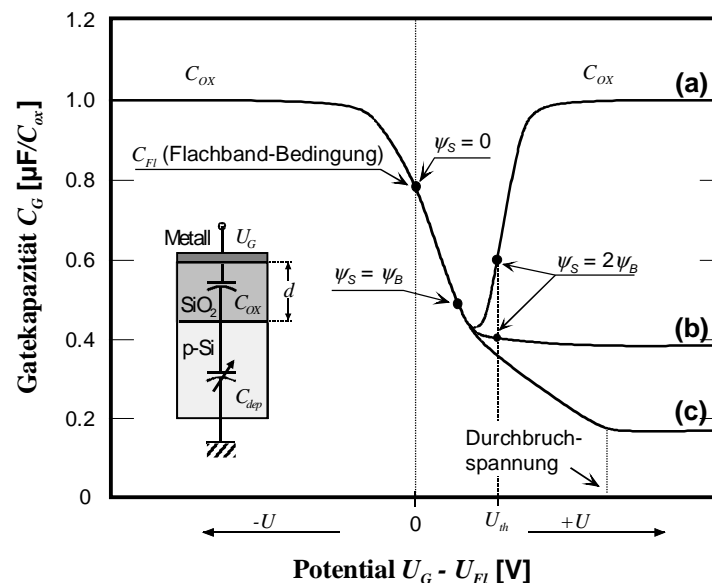 1.2
1.0
0.8
0.6
0.4
0.2
0
Gatekapazität C_G [µF/C_ox]
C_OX
C_OX
(a)
C_Fl (Flachband-Bedingung)
ψ_S = 0
Metall
U_G
SiO₂
C_OX
d
p-Si
C_dep
ψ_S = ψ_B
ψ_S = 2ψ_B
(b)
(c)
Durchbruch-
spannung
-U
0
U_th
+U
Potential U_G - U_Fl [V]